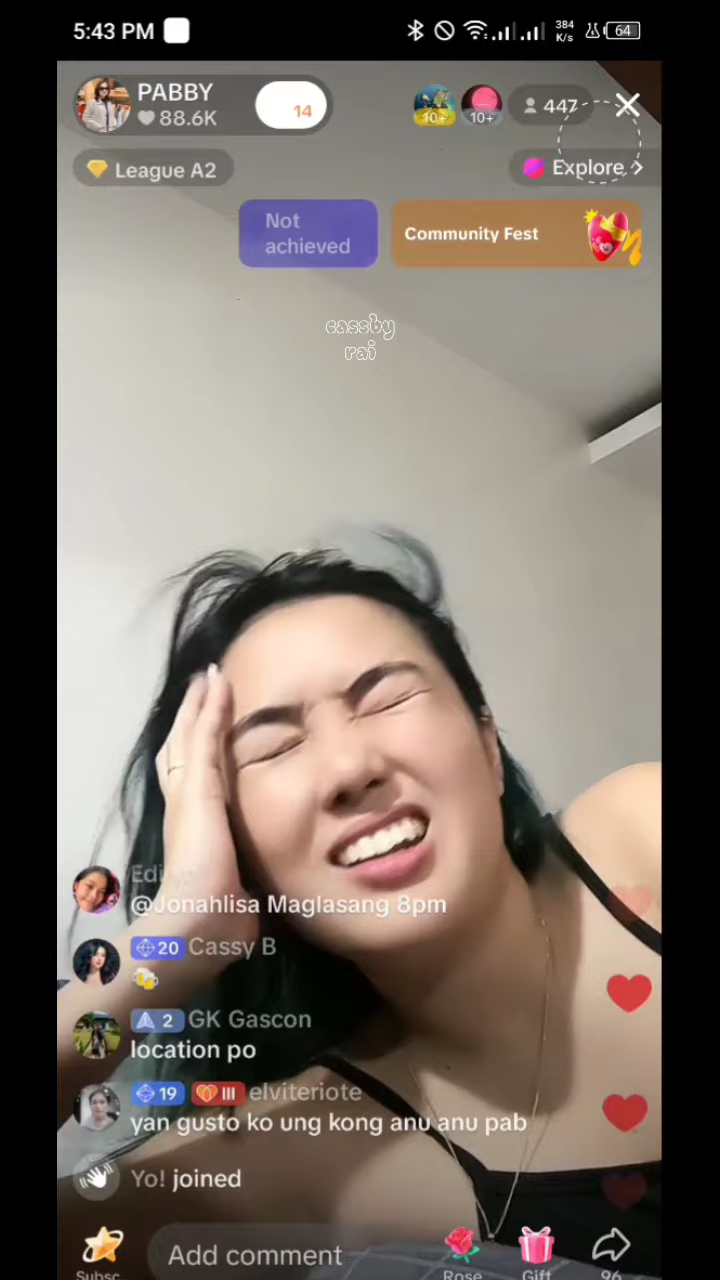 5:43 PM
384
K/s
64
PABBY
88.6K
14
10+
10+
447
League A2
Explore
Not
achieved
Community Fest
cassby
rai
@Jonahlisa Maglasang 8pm
20 Cassy B
2 GK Gascon
location po
19 III elviteriote
yan gusto ko ung kong anu anu pab
Yo! joined
Add comment
Subsc
Rose
Gift
96